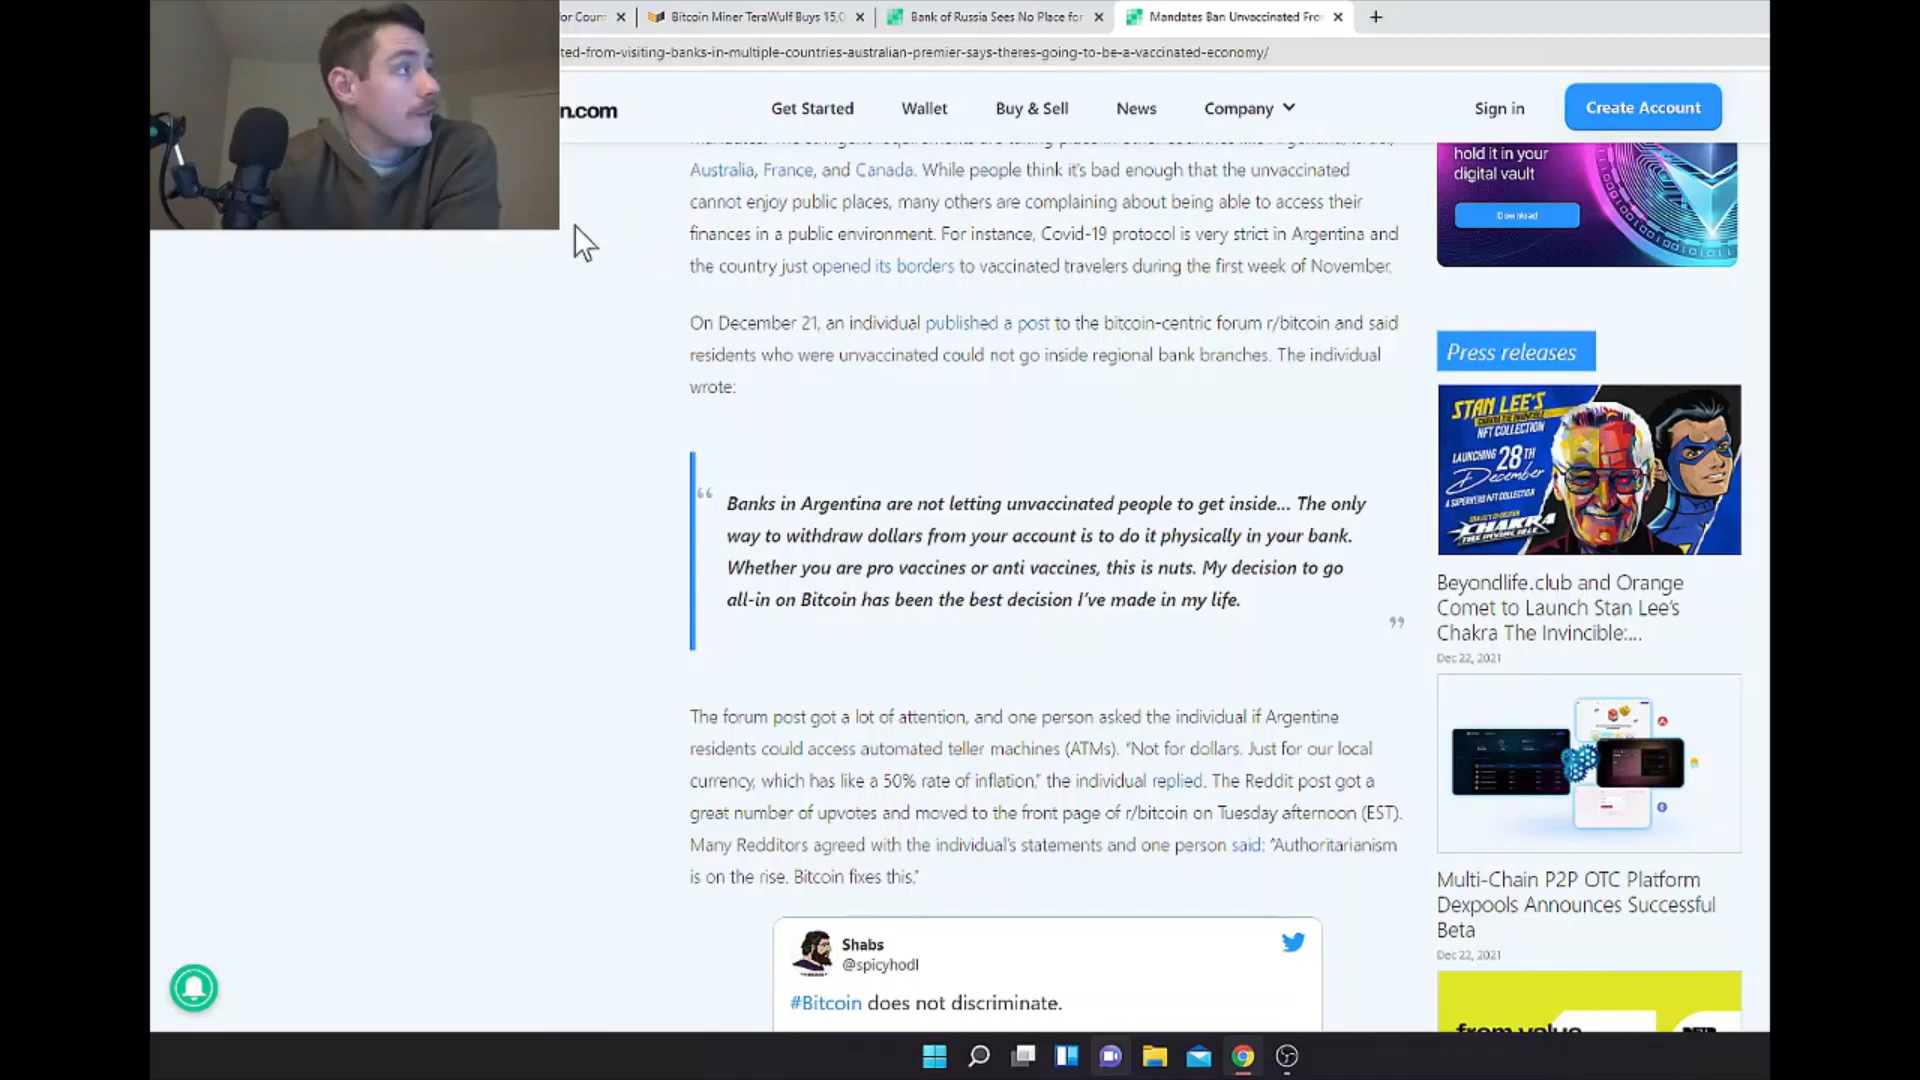 or Coun
Bitcoin Miner TeraWulf Buys 15,0
Bank of Russia Sees No Place for
Mandates Ban Unvaccinated Fro
ted-from-visiting-banks-in-multiple-countries-australian-premier-says-theres-going-to-be-a-vaccinated-economy/
n.com
Get Started
Wallet
Buy & Sell
News
Company
Sign in
Create Account
Australia, France, and Canada. While people think it's bad enough that the unvaccinated
cannot enjoy public places, many others are complaining about being able to access their
finances in a public environment. For instance, Covid-19 protocol is very strict in Argentina and
the country just opened its borders to vaccinated travelers during the first week of November.
On December 21, an individual published a post to the bitcoin-centric forum r/bitcoin and said
residents who were unvaccinated could not go inside regional bank branches. The individual
wrote:
“ Banks in Argentina are not letting unvaccinated people to get inside... The only
way to withdraw dollars from your account is to do it physically in your bank.
Whether you are pro vaccines or anti vaccines, this is nuts. My decision to go
all-in on Bitcoin has been the best decision I've made in my life.
”
The forum post got a lot of attention, and one person asked the individual if Argentine
residents could access automated teller machines (ATMs). “Not for dollars. Just for our local
currency, which has like a 50% rate of inflation,” the individual replied. The Reddit post got a
great number of upvotes and moved to the front page of r/bitcoin on Tuesday afternoon (EST).
Many Redditors agreed with the individual's statements and one person said: “Authoritarianism
is on the rise. Bitcoin fixes this.”
Shabs
@spicyhodl
#Bitcoin does not discriminate.
hold it in your
digital vault
Download
Press releases
STAN LEE'S
NFT COLLECTION
LAUNCHING 28TH
December
A SUPERHERO NFT COLLECTION
STAN LEE'S
CHAKRA
THE INVINCIBLE
Beyondlife.club and Orange
Comet to Launch Stan Lee's
Chakra The Invincible:...
Dec 22, 2021
Multi-Chain P2P OTC Platform
Dexpools Announces Successful
Beta
Dec 22, 2021
from value